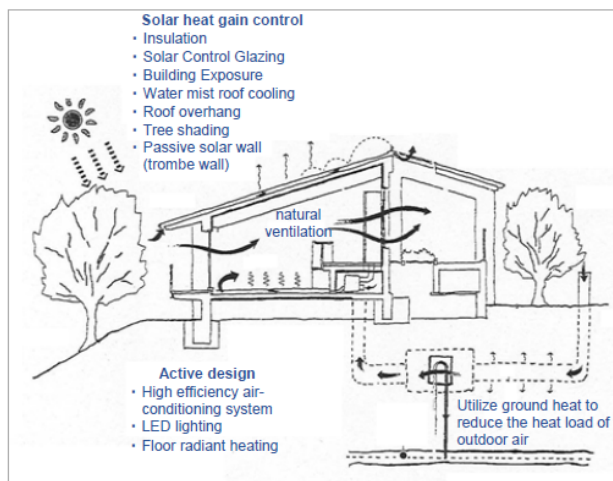 Solar heat gain control
· Insulation
· Solar Control Glazing
· Building Exposure
· Water mist roof cooling
· Roof overhang
· Tree shading
· Passive solar wall
(trombe wall)
natural
ventilation
Active design
· High efficiency air-
conditioning system
· LED lighting
· Floor radiant heating
Utilize ground heat to
reduce the heat load of
outdoor air